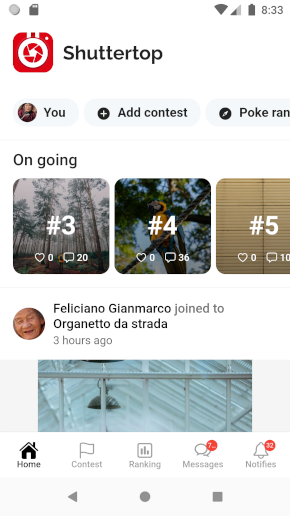 8:33
Shuttertop
You
Add contest
Poke ran
On going
#3
#4
#5
0
20
0
36
0
10
Feliciano Gianmarco joined to
Organetto da strada
3 hours ago
32
Home
Contest
Ranking
Messages
Notifies